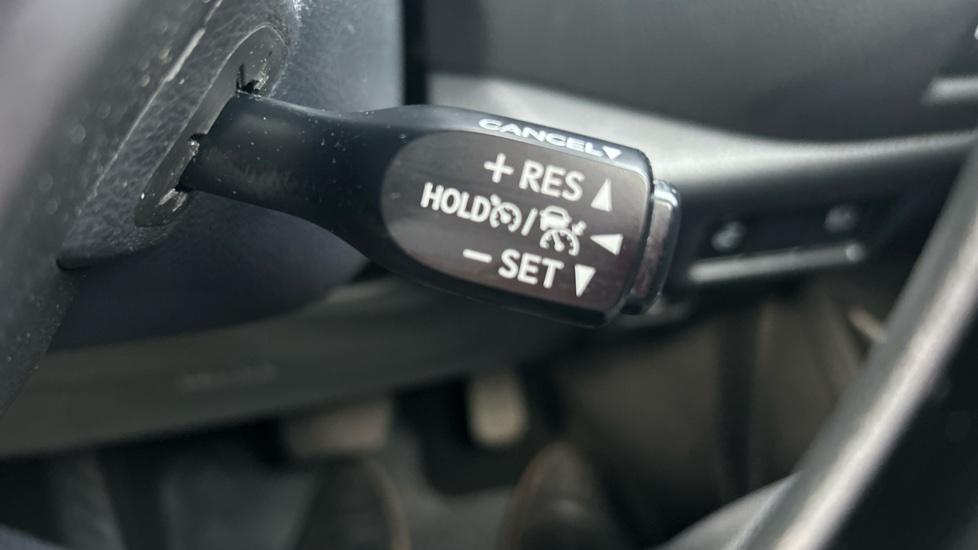 CANCEL▼
+ RES ▲
HOLD / ◀
− SET ▼